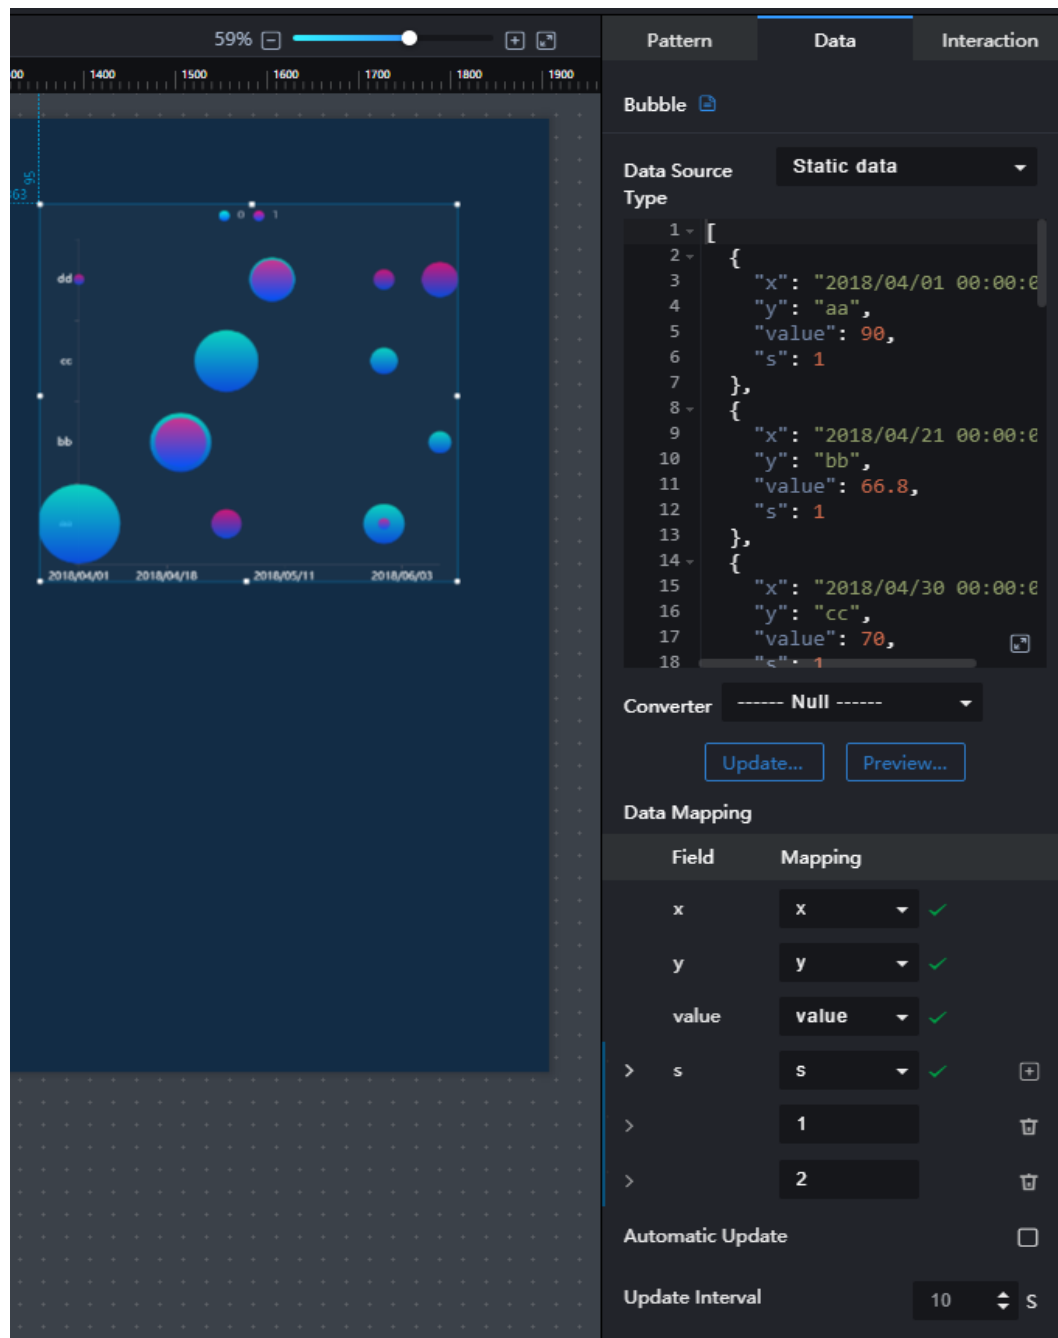 59%
Pattern Data Interaction
00 1400 1500 1600 1700 1800 1900
Bubble
95
363
Data Source Type Static data
0 1
dd
cc
bb
2018/04/01 2018/04/18 2018/05/11 2018/06/03
1 [
2 {
3 "x": "2018/04/01 00:00:0
4 "y": "aa",
5 "value": 90,
6 "s": 1
7 },
8 {
9 "x": "2018/04/21 00:00:0
10 "y": "bb",
11 "value": 66.8,
12 "s": 1
13 },
14 {
15 "x": "2018/04/30 00:00:0
16 "y": "cc",
17 "value": 70,
18 "s": 1
Converter ------ Null ------
Update... Preview...
Data Mapping
Field Mapping
x x
y y
value value
s s
1
2
Automatic Update
Update Interval 10 S